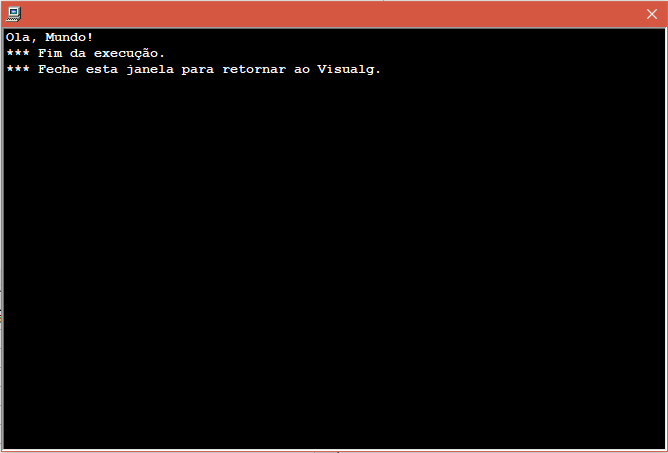 Ola, Mundo!
*** Fim da execução.
*** Feche esta janela para retornar ao Visualg.